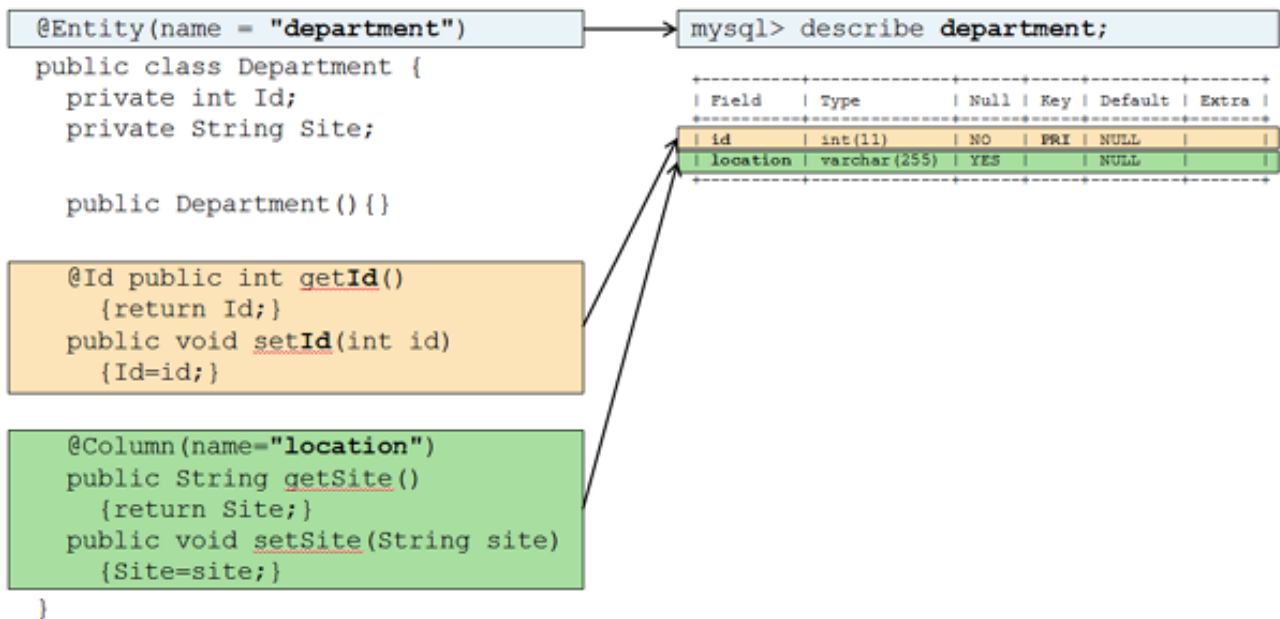 @Entity(name = "department")
public class Department {
private int Id;
private String Site;
public Department(){}
@Id public int getId()
{return Id;}
public void setId(int id)
{Id=id;}
@Column(name="location")
public String getSite()
{return Site;}
public void setSite(String site)
{Site=site;}
}
mysql> describe department;
+----------+------------+------+-----+---------+-------+
| Field | Type | Null | Key | Default | Extra |
+----------+------------+------+-----+---------+-------+
| id | int(11) | NO | PRI | NULL | |
| location | varchar(255) | YES | | NULL | |
+----------+------------+------+-----+---------+-------+